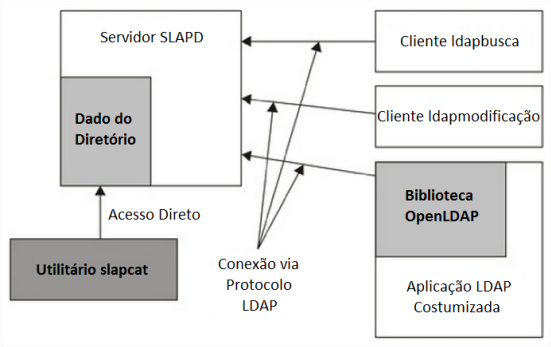 Servidor SLAPD
Cliente ldapbusca
Dado do
Diretório
Cliente ldapmodificação
Biblioteca
OpenLDAP
Acesso Direto
Utilitário slapcat
Conexão via
Protocolo
LDAP
Aplicação LDAP
Costumizada